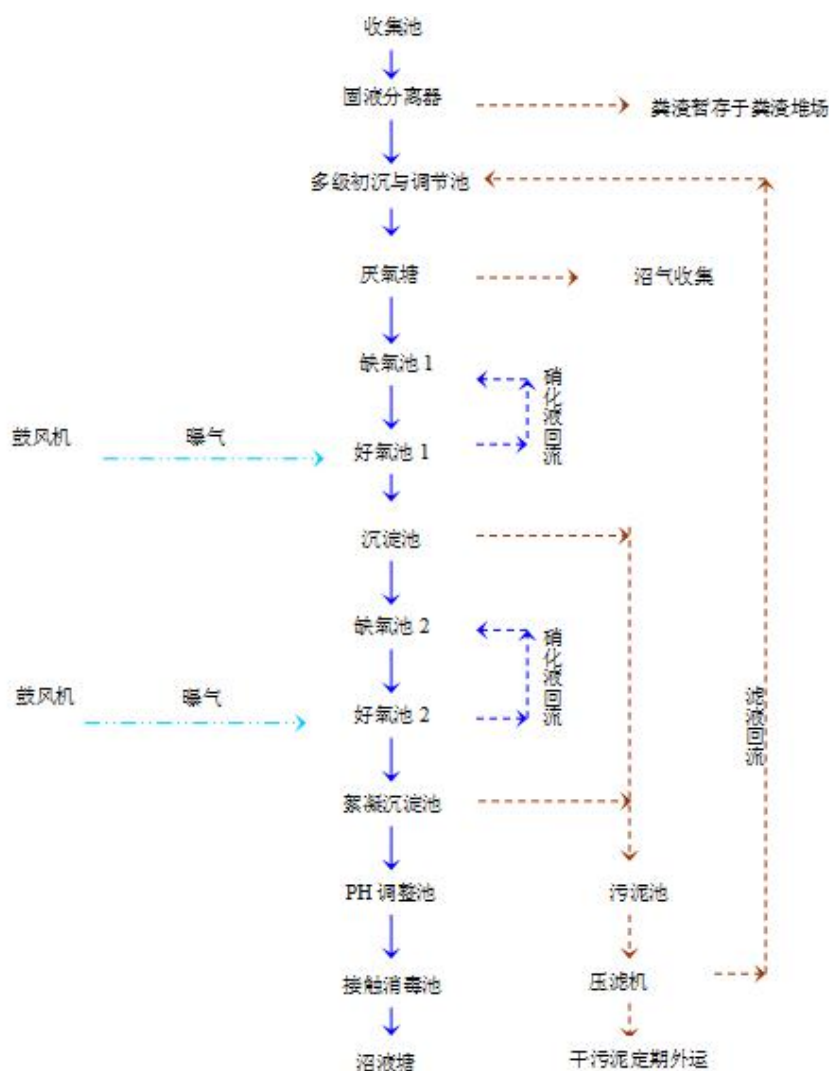 收集池
固液分离器
粪渣暂存于粪渣堆场
多级初沉与调节池
厌氧塘
沼气收集
缺氧池 1
硝化液回流
鼓风机
曝气
好氧池 1
沉淀池
缺氧池 2
硝化液回流
鼓风机
曝气
好氧池 2
滤液回流
絮凝沉淀池
PH 调整池
污泥池
接触消毒池
压滤机
沼液塘
干污泥定期外运